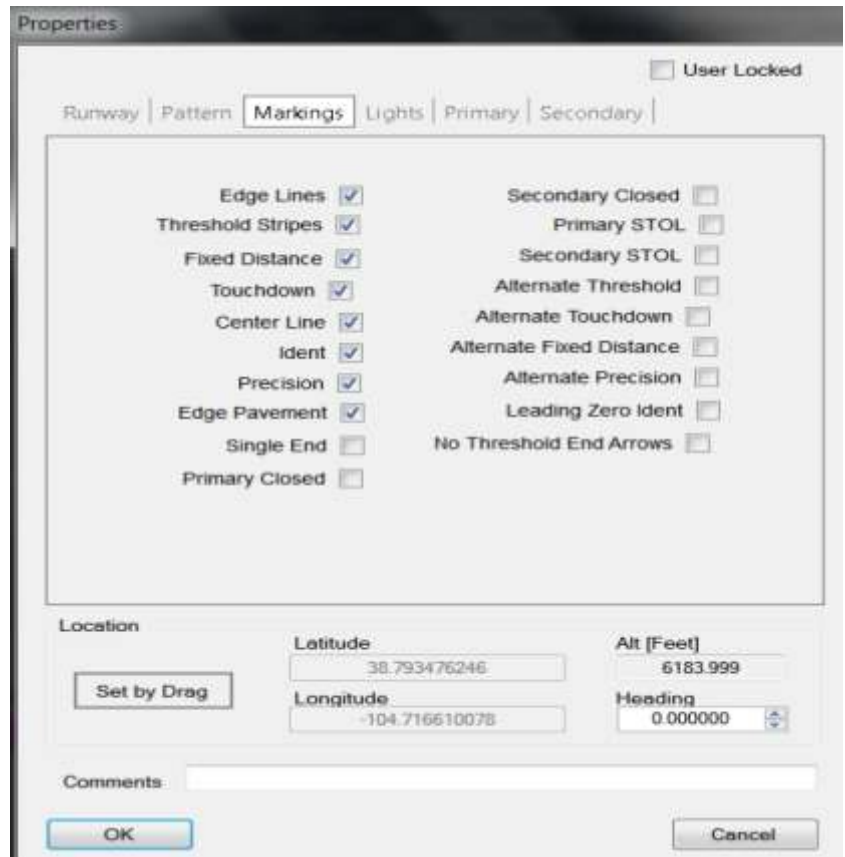 Properties
User Locked
Runway Pattern Markings Lights Primary Secondary
Edge Lines
Threshold Stripes
Fixed Distance
Touchdown
Center Line
Ident
Precision
Edge Pavement
Single End
Primary Closed
Secondary Closed
Primary STOL
Secondary STOL
Alternate Threshold
Alternate Touchdown
Alternate Fixed Distance
Alternate Precision
Leading Zero Ident
No Threshold End Arrows
Location
Set by Drag
Latitude
38.793476246
Longitude
-104.716610078
Alt [Feet]
6183.999
Heading
0.000000
Comments
OK
Cancel